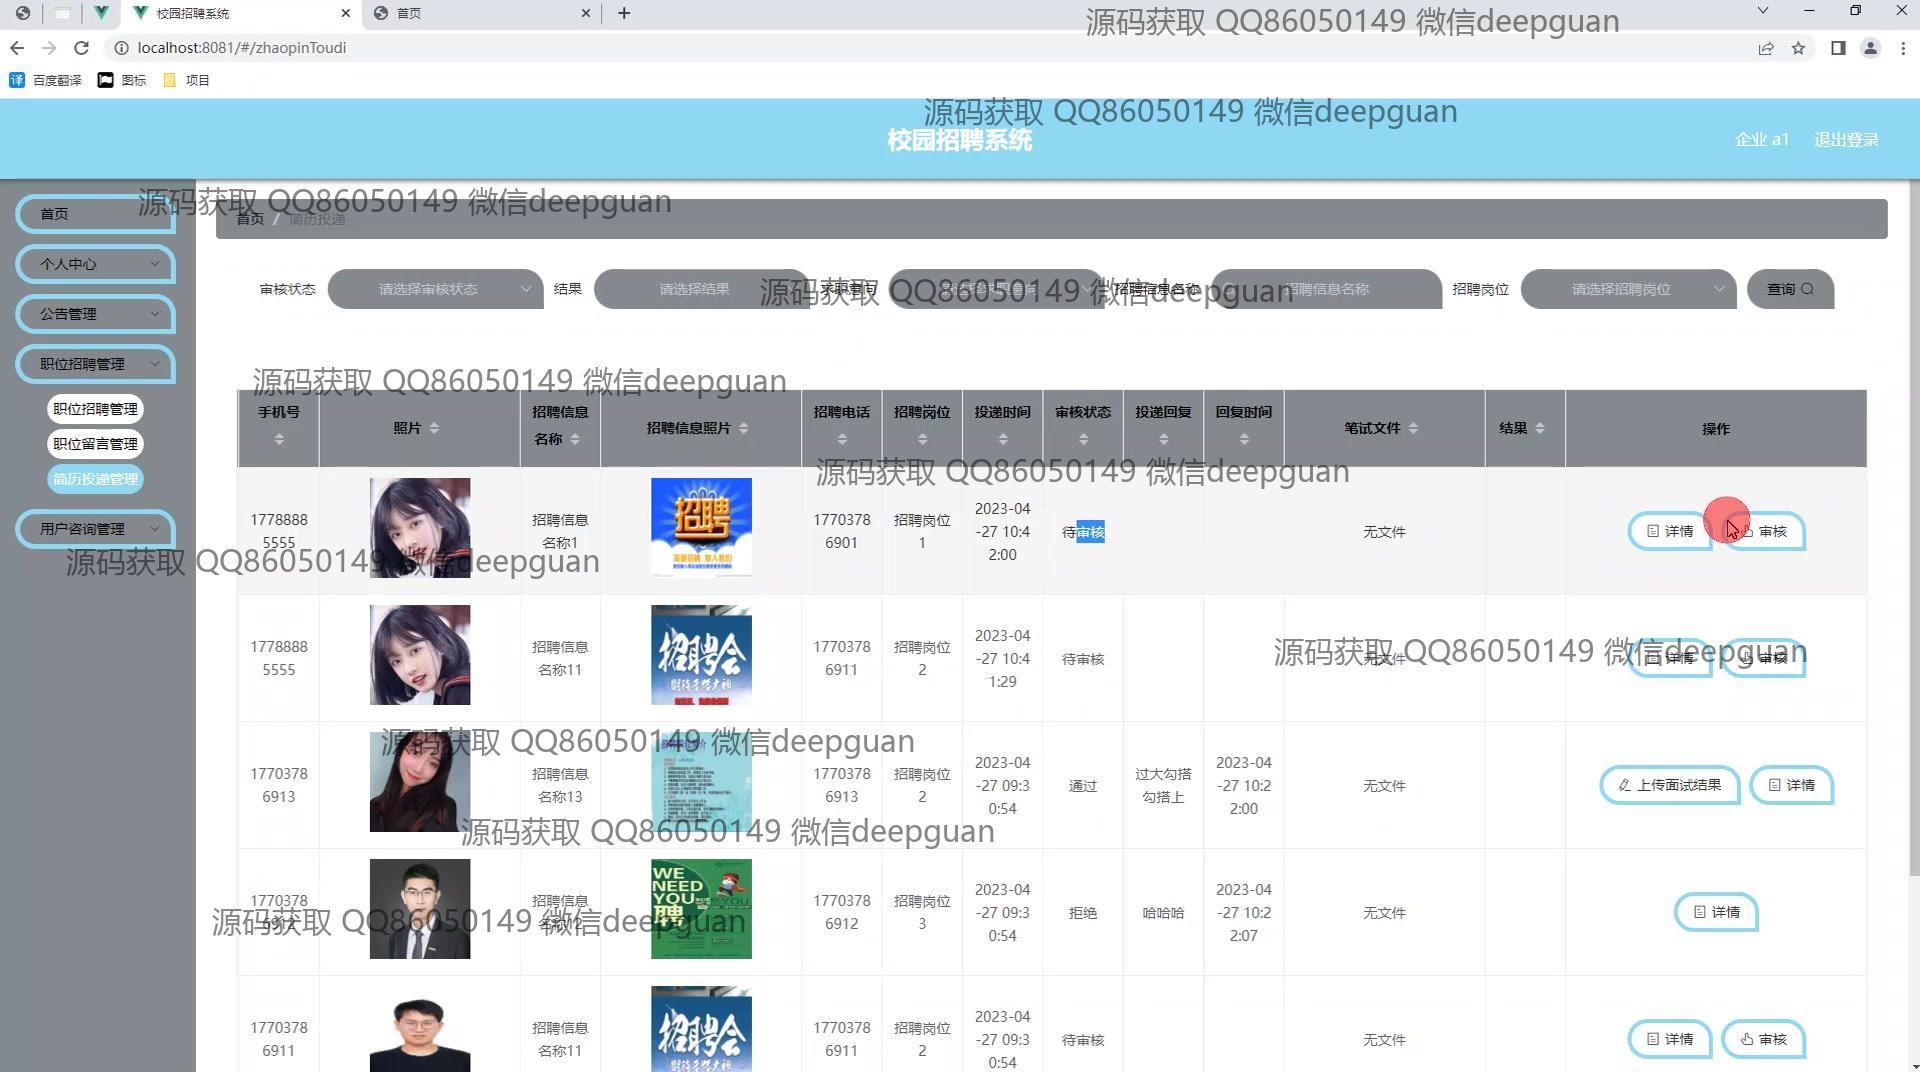 校园招聘系统
首页
源码获取 QQ86050149 微信deepguan
localhost:8081/#/zhaopinToudi
译 百度翻译 图标 项目
源码获取 QQ86050149 微信deepguan
校园招聘系统
企业 a1 退出登录
源码获取 QQ86050149 微信deepguan
首页
个人中心
公告管理
职位招聘管理
职位招聘管理
职位留言管理
简历投递管理
用户咨询管理
首页 / 简历投递
审核状态 请选择审核状态 结果 请选择结果 招聘信息名称 招聘信息名称 招聘岗位 请选择招聘岗位 查询
源码获取 QQ86050149 微信deepguan
源码获取 QQ86050149 微信deepguan
手机号 照片 招聘信息名称 招聘信息照片 招聘电话 招聘岗位 投递时间 审核状态 投递回复 回复时间 笔试文件 结果 操作
源码获取 QQ86050149 微信deepguan
1778888 5555 招聘信息名称1 招聘 1770378 6901 招聘岗位1 2023-04-27 10:42:00 待审核 无文件 详情 审核
源码获取 QQ86050149 微信deepguan
1778888 5555 招聘信息名称11 招聘会 1770378 6911 招聘岗位2 2023-04-27 10:41:29 待审核 无文件 详情 审核
源码获取 QQ86050149 微信deepguan
源码获取 QQ86050149 微信deepguan
1770378 6913 招聘信息名称13 1770378 6913 招聘岗位2 2023-04-27 09:30:54 通过 过大勾搭勾搭上 2023-04-27 10:22:00 无文件 上传面试结果 详情
源码获取 QQ86050149 微信deepguan
1770378 6912 招聘信息名称12 WE NEED YOU 聘 1770378 6912 招聘岗位3 2023-04-27 09:30:54 拒绝 哈哈哈 2023-04-27 10:22:07 无文件 详情
源码获取 QQ86050149 微信deepguan
1770378 6911 招聘信息名称11 招聘会 1770378 6911 招聘岗位2 2023-04-27 09:30:54 待审核 无文件 详情 审核